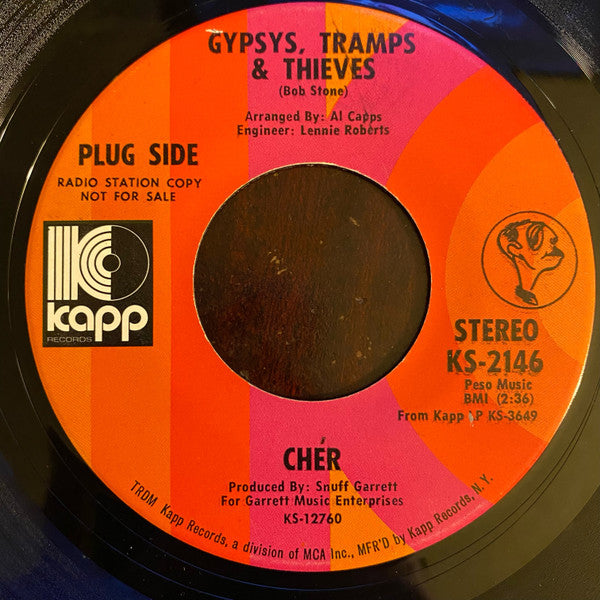 GYPSYS, TRAMPS
& THIEVES
(Bob Stone)
Arranged By: Al Capps
Engineer: Lennie Roberts
PLUG SIDE
RADIO STATION COPY
NOT FOR SALE
K
kapp
RECORDS
STEREO
KS-2146
Peso Music
BMI (2:36)
From Kapp LP KS-3649
CHÉR
Produced By: Snuff Garrett
For Garrett Music Enterprises
KS-12760
TRDM Kapp Records, a division of MCA Inc., MFR'D by Kapp Records, N. Y.